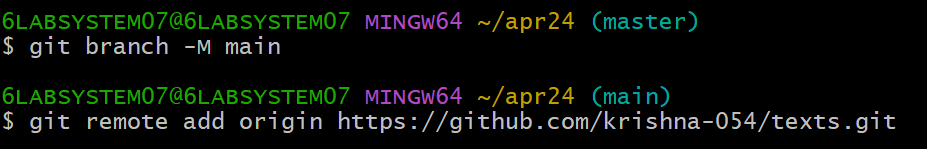 6LABSYSTEM07@6LABSYSTEM07 MINGW64 ~/apr24 (master)
$ git branch -M main
6LABSYSTEM07@6LABSYSTEM07 MINGW64 ~/apr24 (main)
$ git remote add origin https://github.com/krishna-054/texts.git